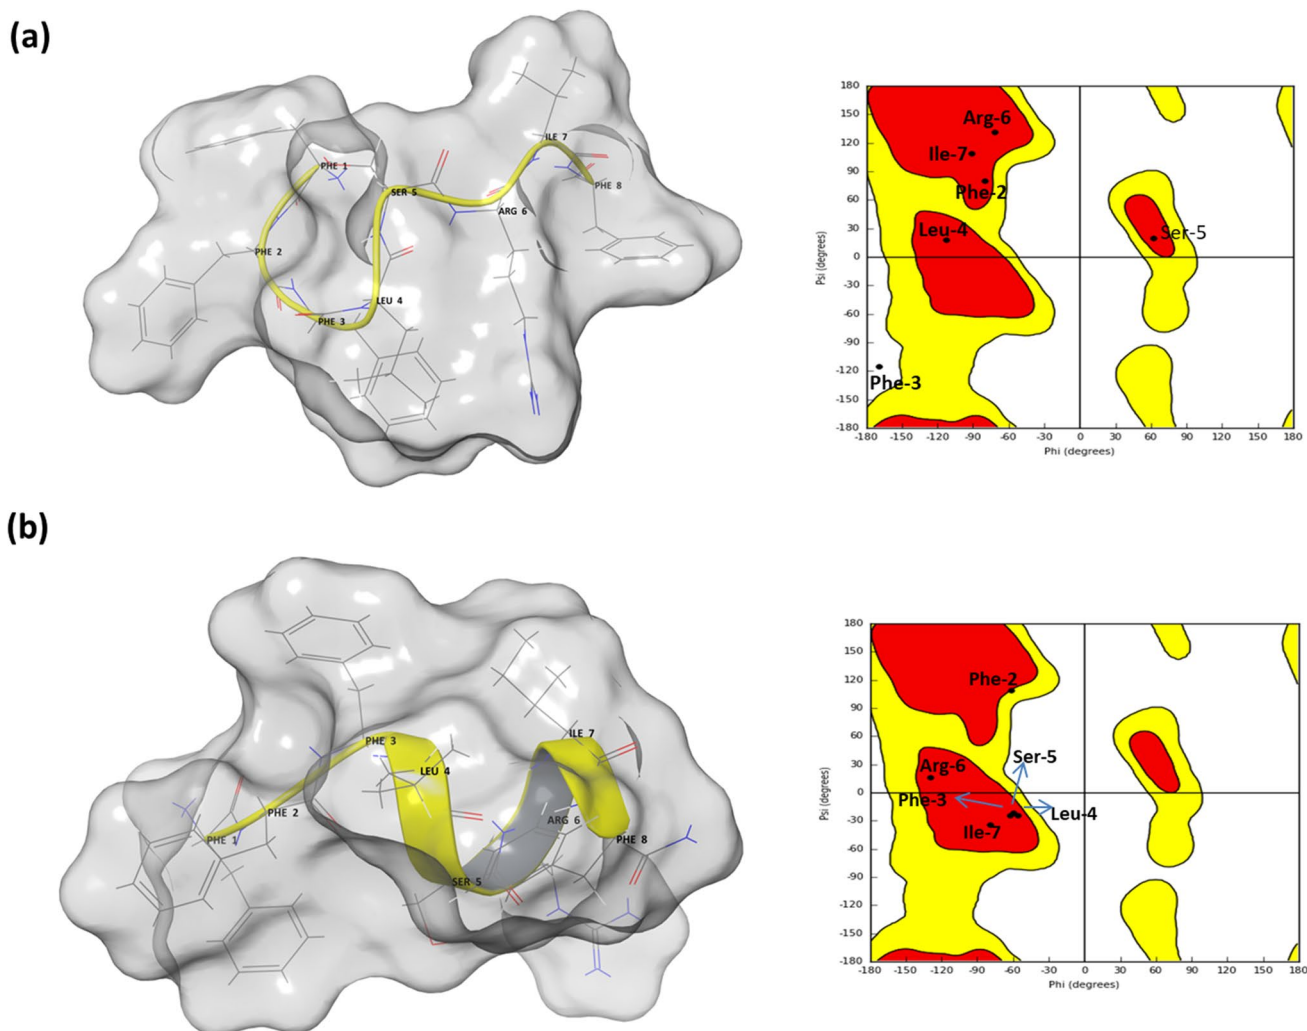 (a)
PHE 1
PHE 2
PHE 3
LEU 4
SER 5
ARG 6
ILE 7
PHE 8
180
150
120
90
60
30
0
-30
-60
-90
-120
-150
-180
Psi (degrees)
Arg-6
Ile-7
Phe-2
Leu-4
Ser-5
Phe-3
-180 -150 -120 -90 -60 -30 0 30 60 90 120 150 180
Phi (degrees)
(b)
PHE 3
LEU 4
ILE 7
PHE 2
ARG 6
PHE 1
PHE 8
SER 5
180
150
120
90
60
30
0
-30
-60
-90
-120
-150
-180
Psi (degrees)
Phe-2
Ser-5
Arg-6
Phe-3
Leu-4
Ile-7
-180 -150 -120 -90 -60 -30 0 30 60 90 120 150 180
Phi (degrees)